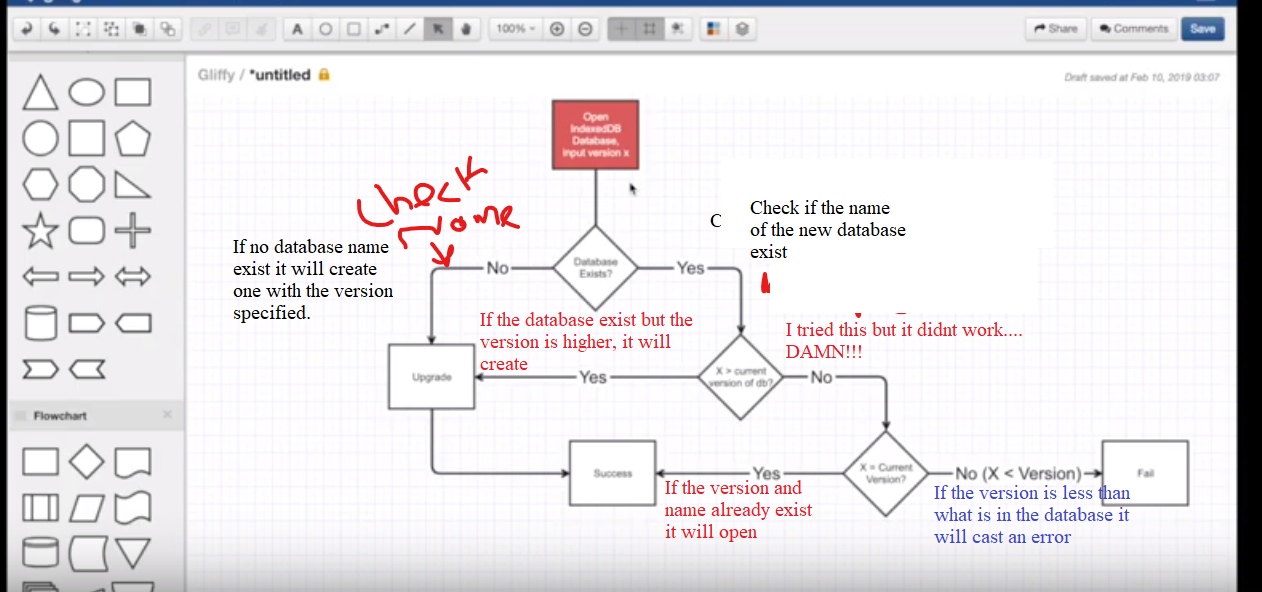 100%
Share
Comments
Save
Gliffy / *untitled
Draft saved at Feb 10, 2019 03:07
Open
IndexedDB
Database,
input version x
Check
name
C
Check if the name
of the new database
exist
If no database name
exist it will create
one with the version
specified.
Database
Exists?
No
Yes
If the database exist but the
version is higher, it will
create
I tried this but it didnt work....
DAMN!!!
Upgrade
Yes
X > current
version of db?
No
Success
Yes
X = Current
Version?
No (X < Version)
Fail
If the version and
name already exist
it will open
If the version is less than
what is in the database it
will cast an error
Flowchart